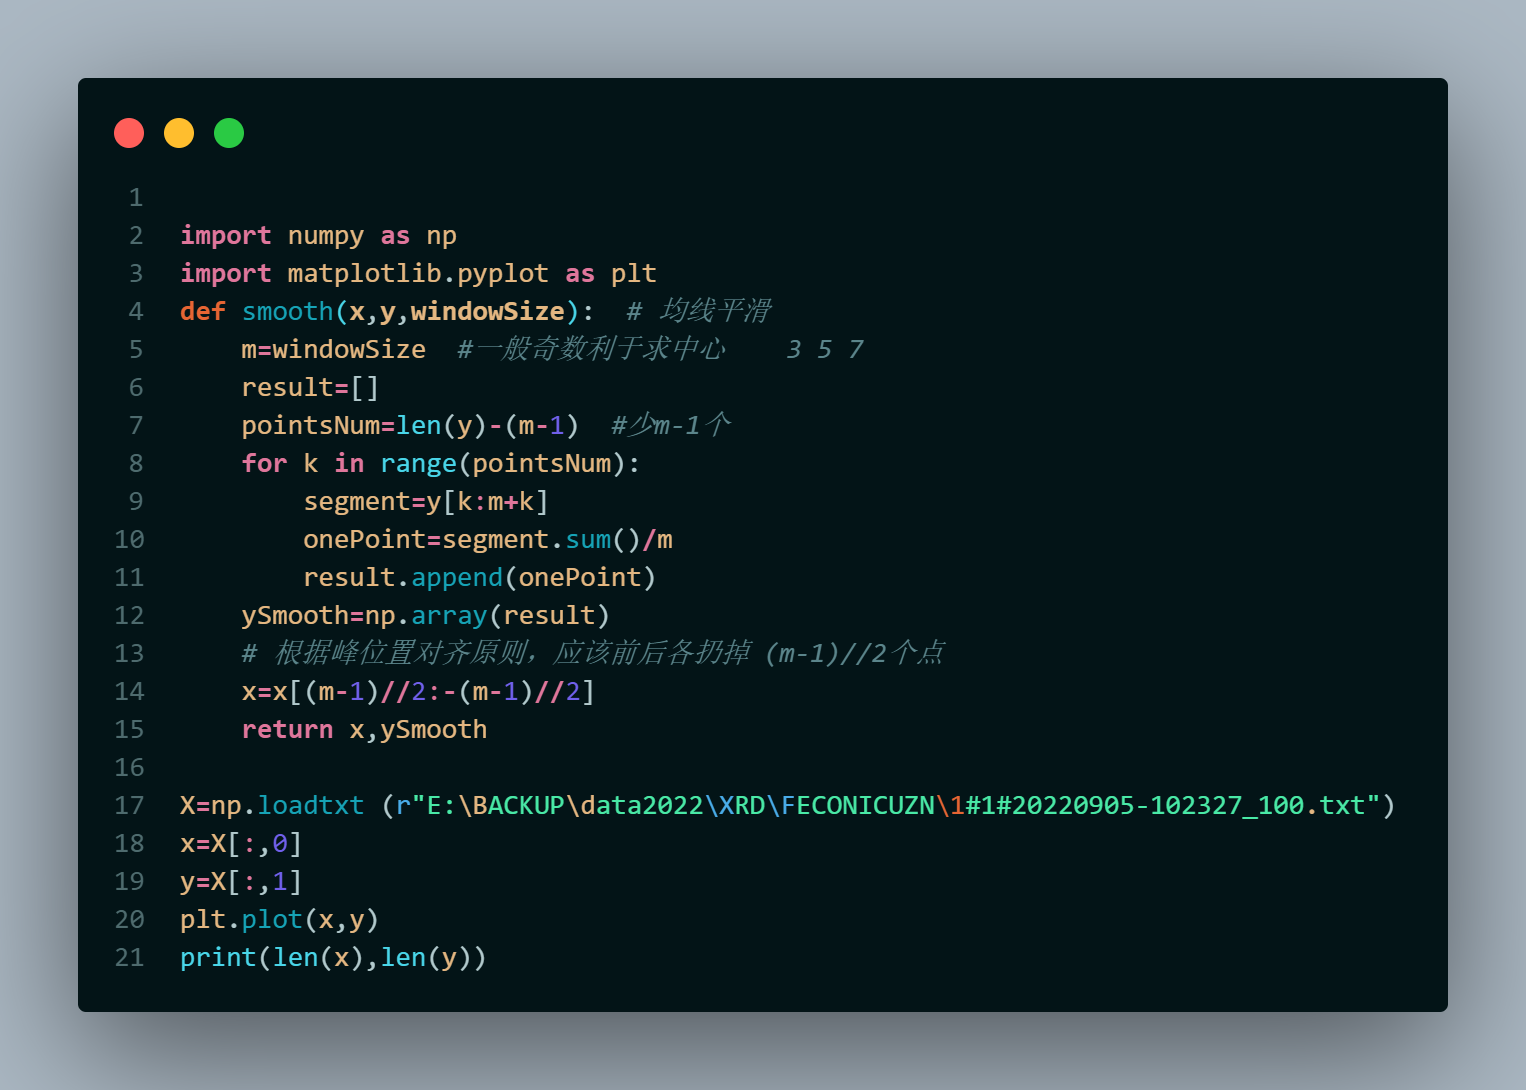 1
2 import numpy as np
3 import matplotlib.pyplot as plt
4 def smooth(x,y,windowSize):  # 均线平滑
5     m=windowSize  #一般奇数利于求中心    3 5 7
6     result=[]
7     pointsNum=len(y)-(m-1)  #少m-1个
8     for k in range(pointsNum):
9         segment=y[k:m+k]
10         onePoint=segment.sum()/m
11         result.append(onePoint)
12     ySmooth=np.array(result)
13     # 根据峰位置对齐原则，应该前后各扔掉 (m-1)//2个点
14     x=x[(m-1)//2:-(m-1)//2]
15     return x,ySmooth
16
17 X=np.loadtxt (r"E:\BACKUP\data2022\XRD\FECONICUZN\1#1#20220905-102327_100.txt")
18 x=X[:,0]
19 y=X[:,1]
20 plt.plot(x,y)
21 print(len(x),len(y))